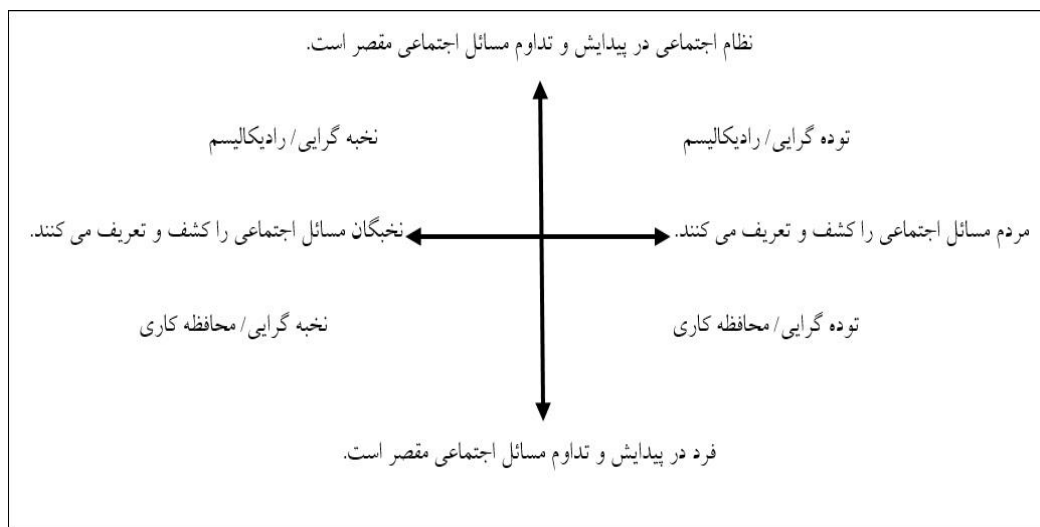 نظام اجتماعی در پیدایش و تداوم مسائل اجتماعی مقصر است.
توده گرایی/ رادیکالیسم
نخبه گرایی/ رادیکالیسم
مردم مسائل اجتماعی را کشف و تعریف می کنند.
نخبگان مسائل اجتماعی را کشف و تعریف می کنند.
توده گرایی/ محافظه کاری
نخبه گرایی/ محافظه کاری
فرد در پیدایش و تداوم مسائل اجتماعی مقصر است.